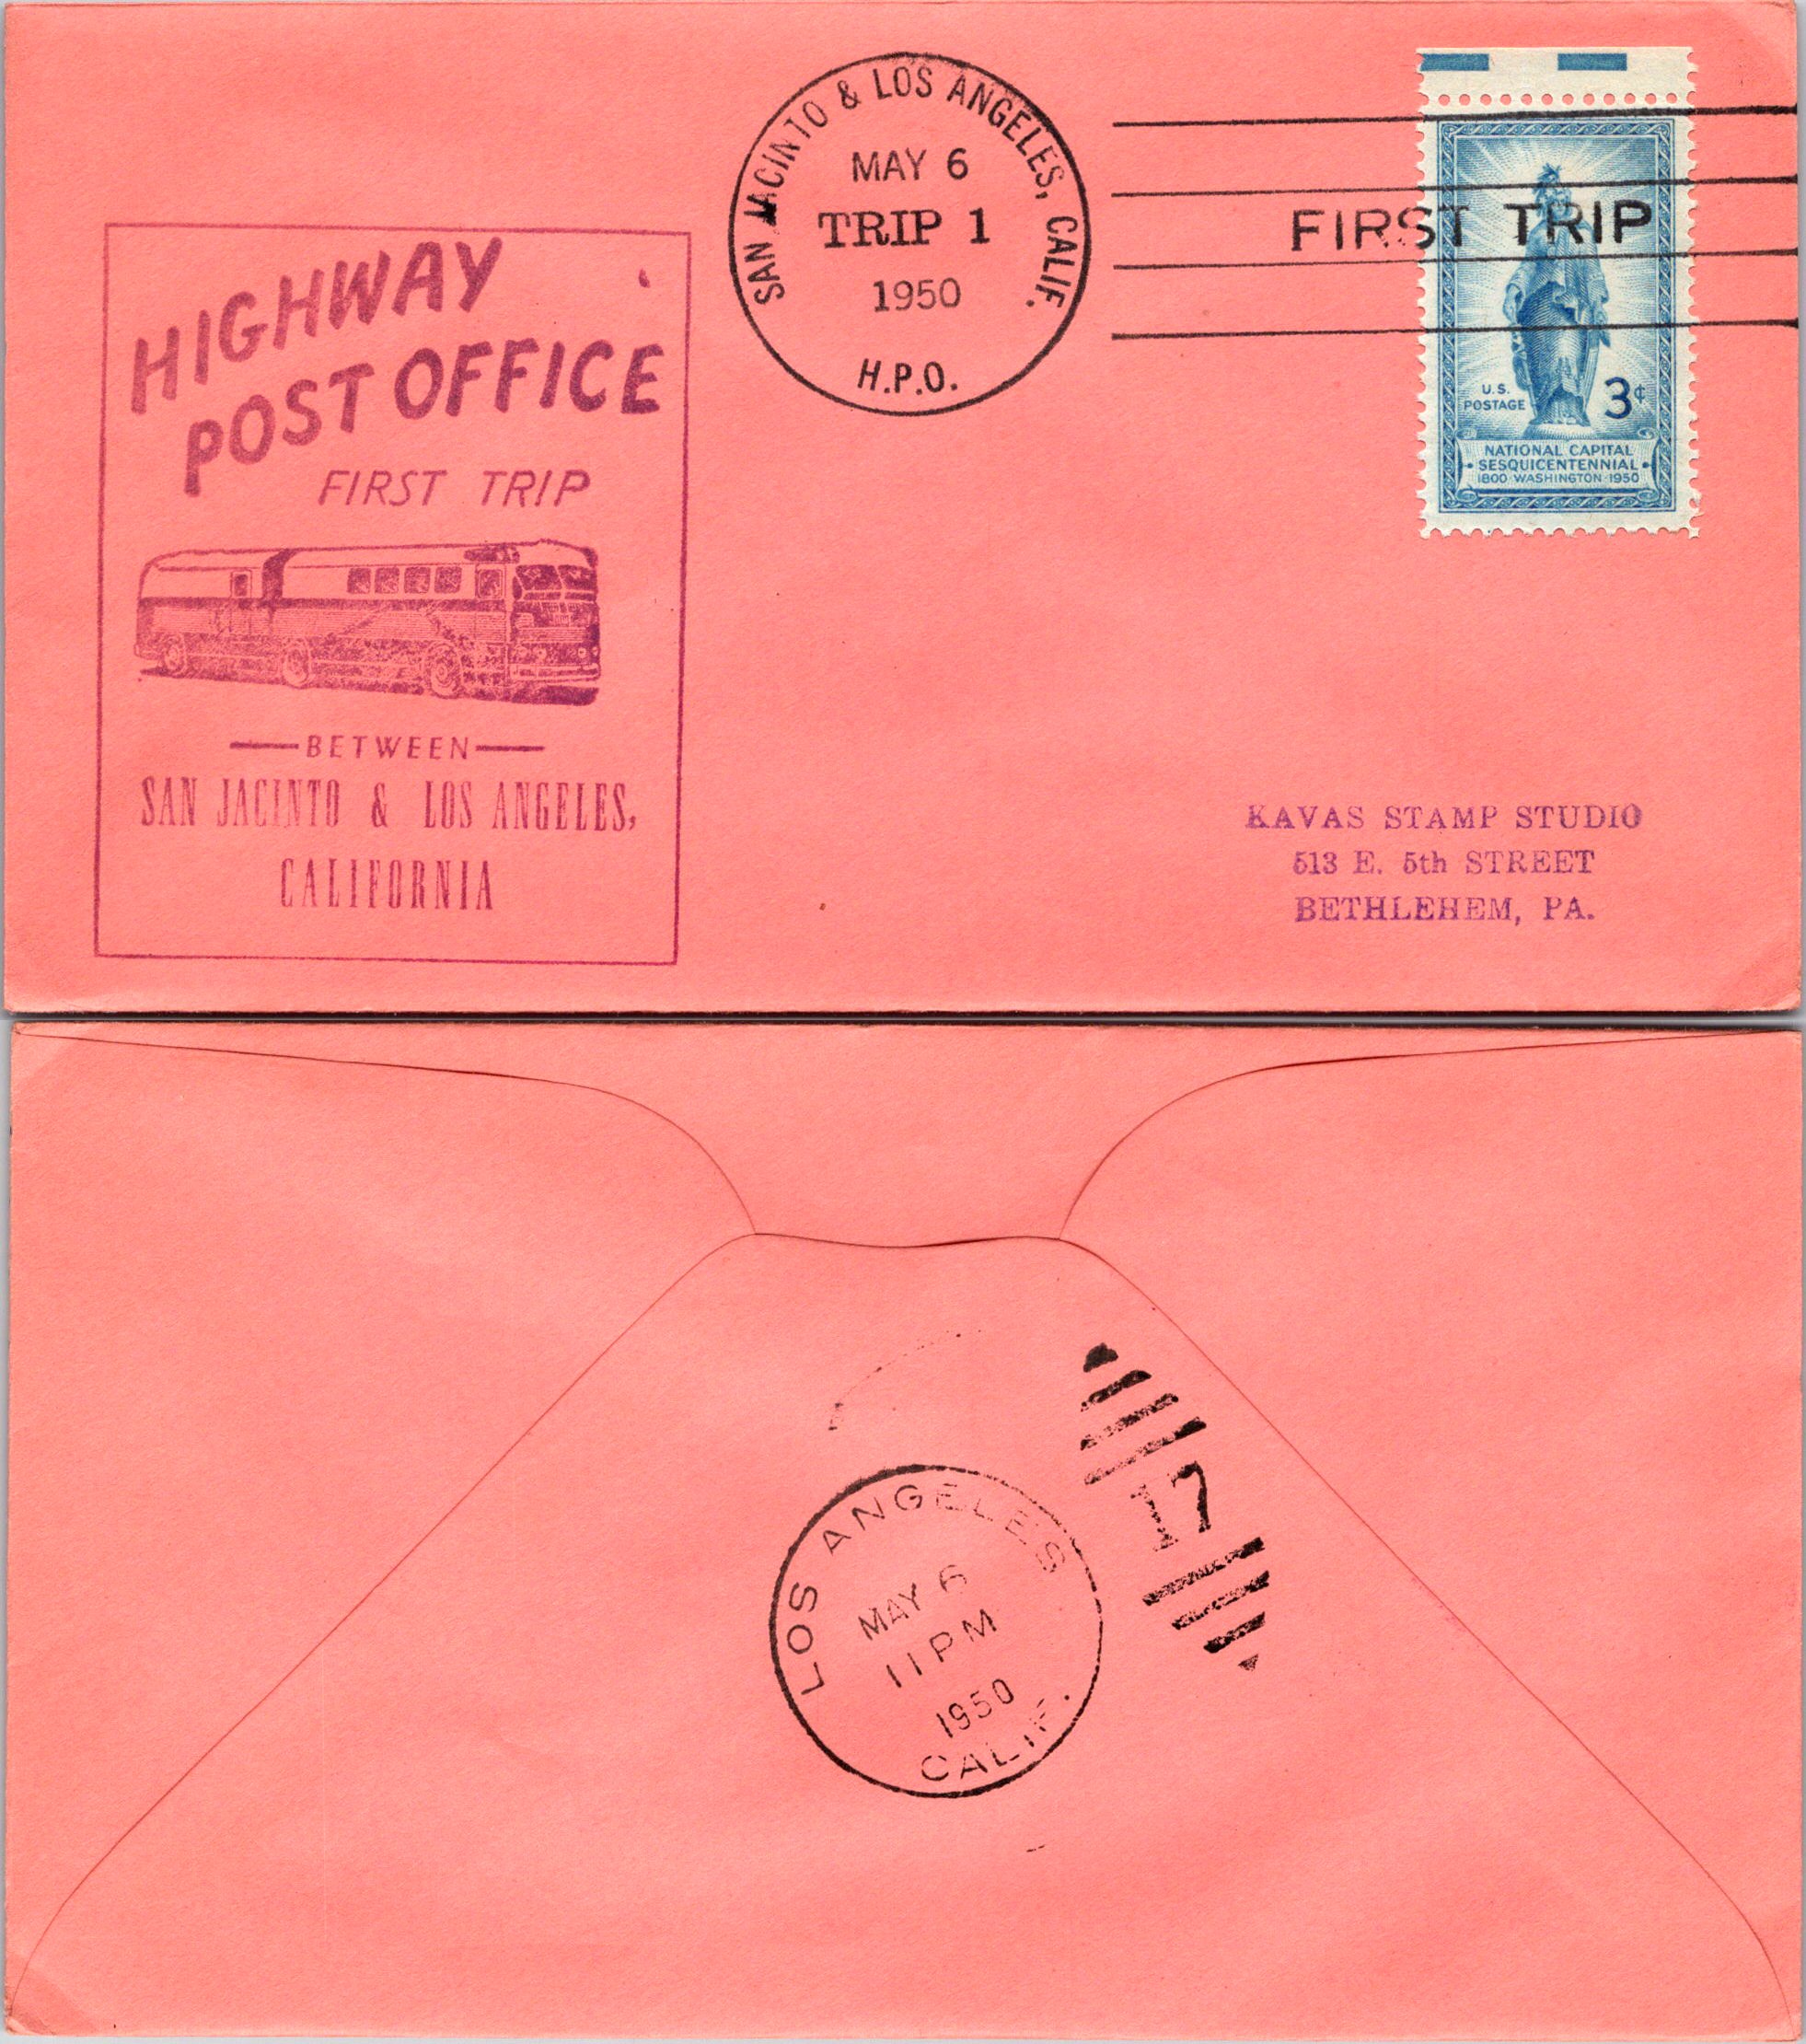 HIGHWAY
POST OFFICE
FIRST TRIP
BETWEEN
SAN JACINTO & LOS ANGELES,
CALIFORNIA
SAN JACINTO & LOS ANGELES, CALIF.
MAY 6
TRIP 1
1950
H.P.O.
FIRST TRIP
U.S.
POSTAGE
3¢
NATIONAL CAPITAL
SESQUICENTENNIAL
1800·WASHINGTON·1950
KAVAS STAMP STUDIO
513 E. 5th STREET
BETHLEHEM, PA.
LOS ANGELES
MAY 6
11 PM
1950
CALIF.
17